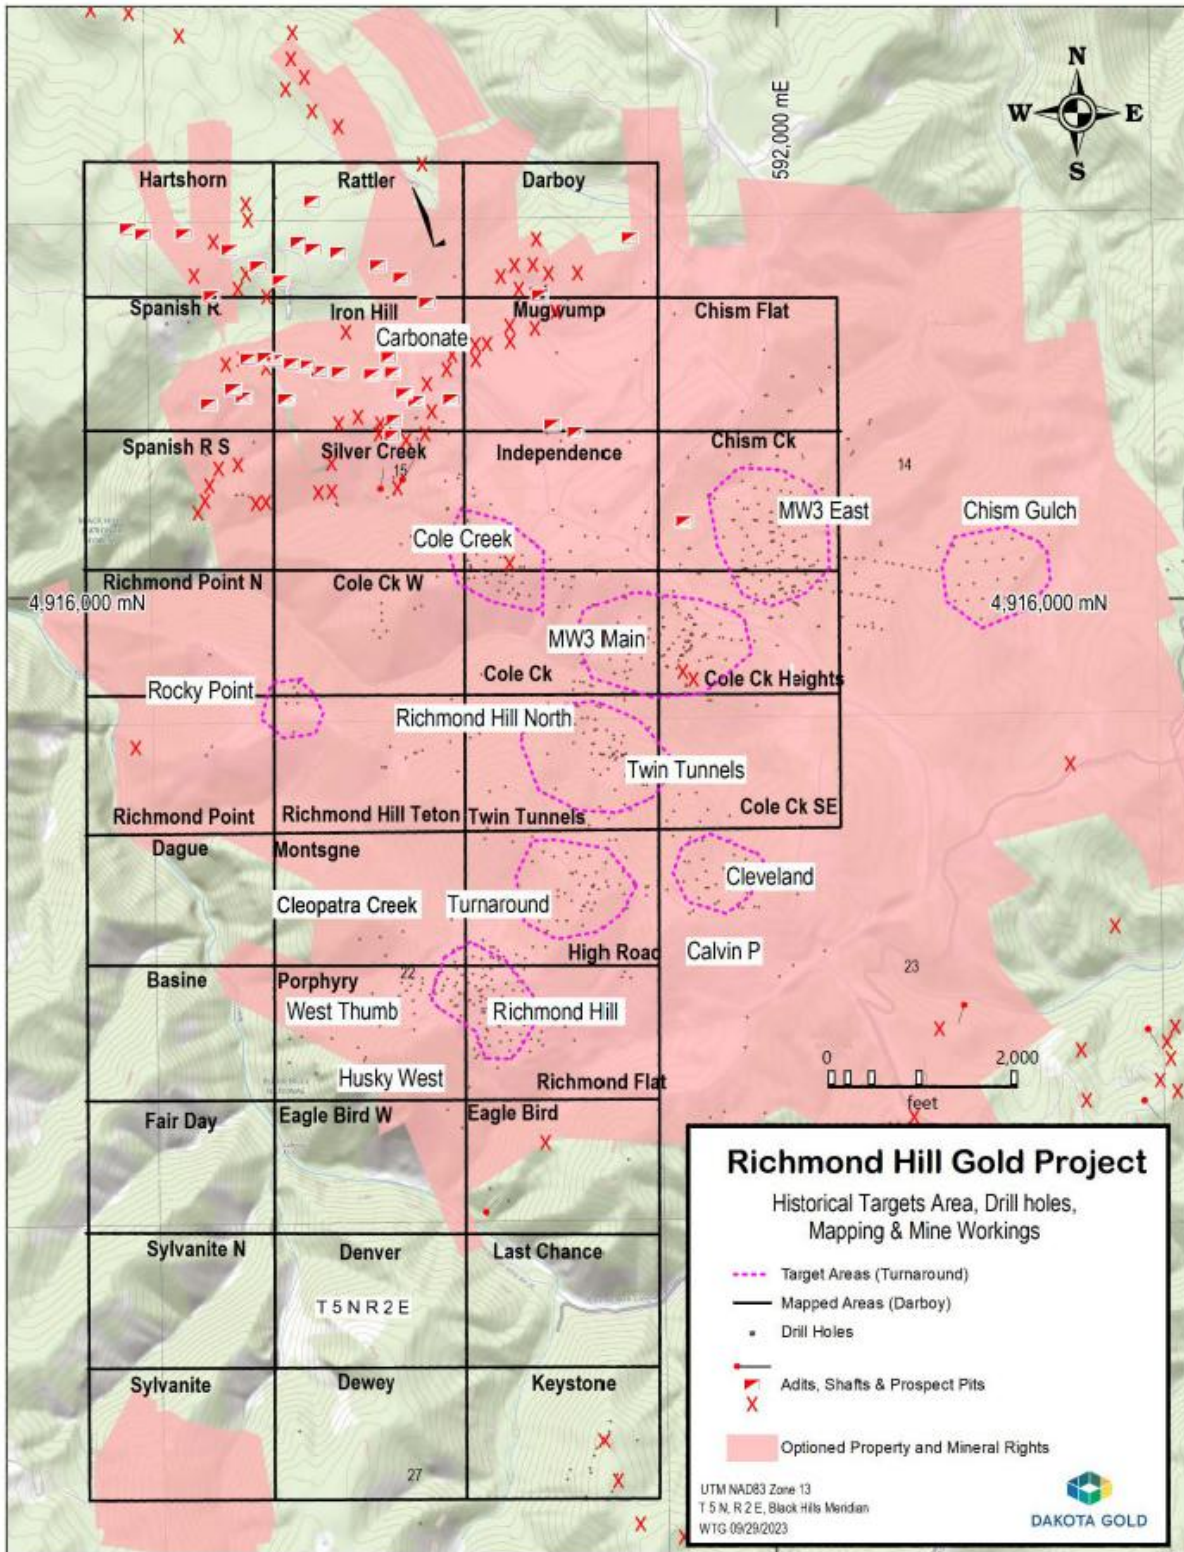 N
W E
S
592,000 mE
Hartshorn
Rattler
Darboy
Spanish R.
Iron Hill
Mugwump
Chism Flat
Carbonate
Spanish R S
Silver Creek
Independence
Chism Ck
15
14
MW3 East
Chism Gulch
Cole Creek
Richmond Point N
Cole Ck W
4,916,000 mN
4,916,000 mN
MW3 Main
Cole Ck
Cole Ck Heights
Rocky Point
Richmond Hill North
Twin Tunnels
Richmond Point
Richmond Hill Teton
Twin Tunnels
Cole Ck SE
Dague
Montsgne
Cleveland
Cleopatra Creek
Turnaround
High Road
Calvin P
Basine
Porphyry
22
23
West Thumb
Richmond Hill
Husky West
Richmond Flat
0 2,000
feet
Fair Day
Eagle Bird W
Eagle Bird
Sylvanite N
Denver
Last Chance
T 5 N R 2 E
Sylvanite
Dewey
Keystone
27
Richmond Hill Gold Project
Historical Targets Area, Drill holes,
Mapping & Mine Workings
Target Areas (Turnaround)
Mapped Areas (Darboy)
Drill Holes
Adits, Shafts & Prospect Pits
Optioned Property and Mineral Rights
UTM NAD83 Zone 13
T 5 N, R 2 E, Black Hills Meridian
WTG 09/29/2023
DAKOTA GOLD